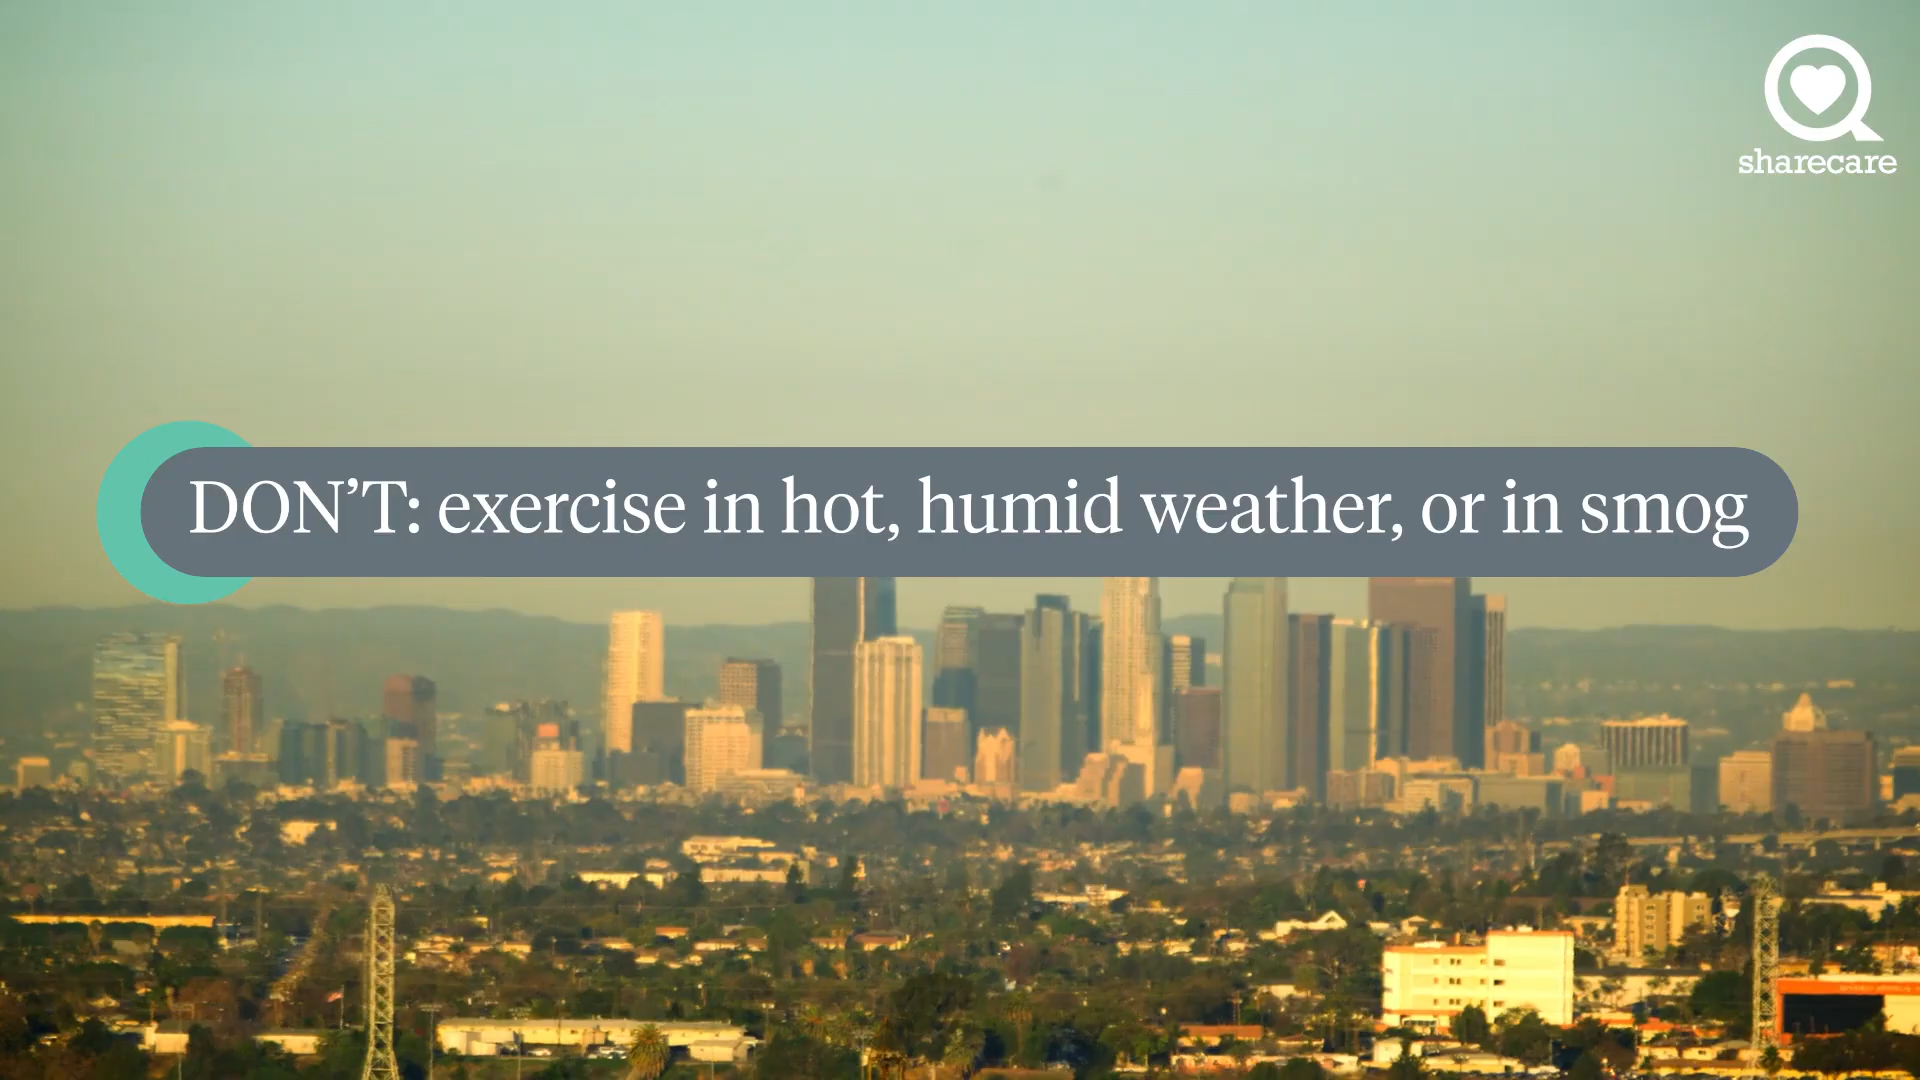 sharecare
DON’T: exercise in hot, humid weather, or in smog